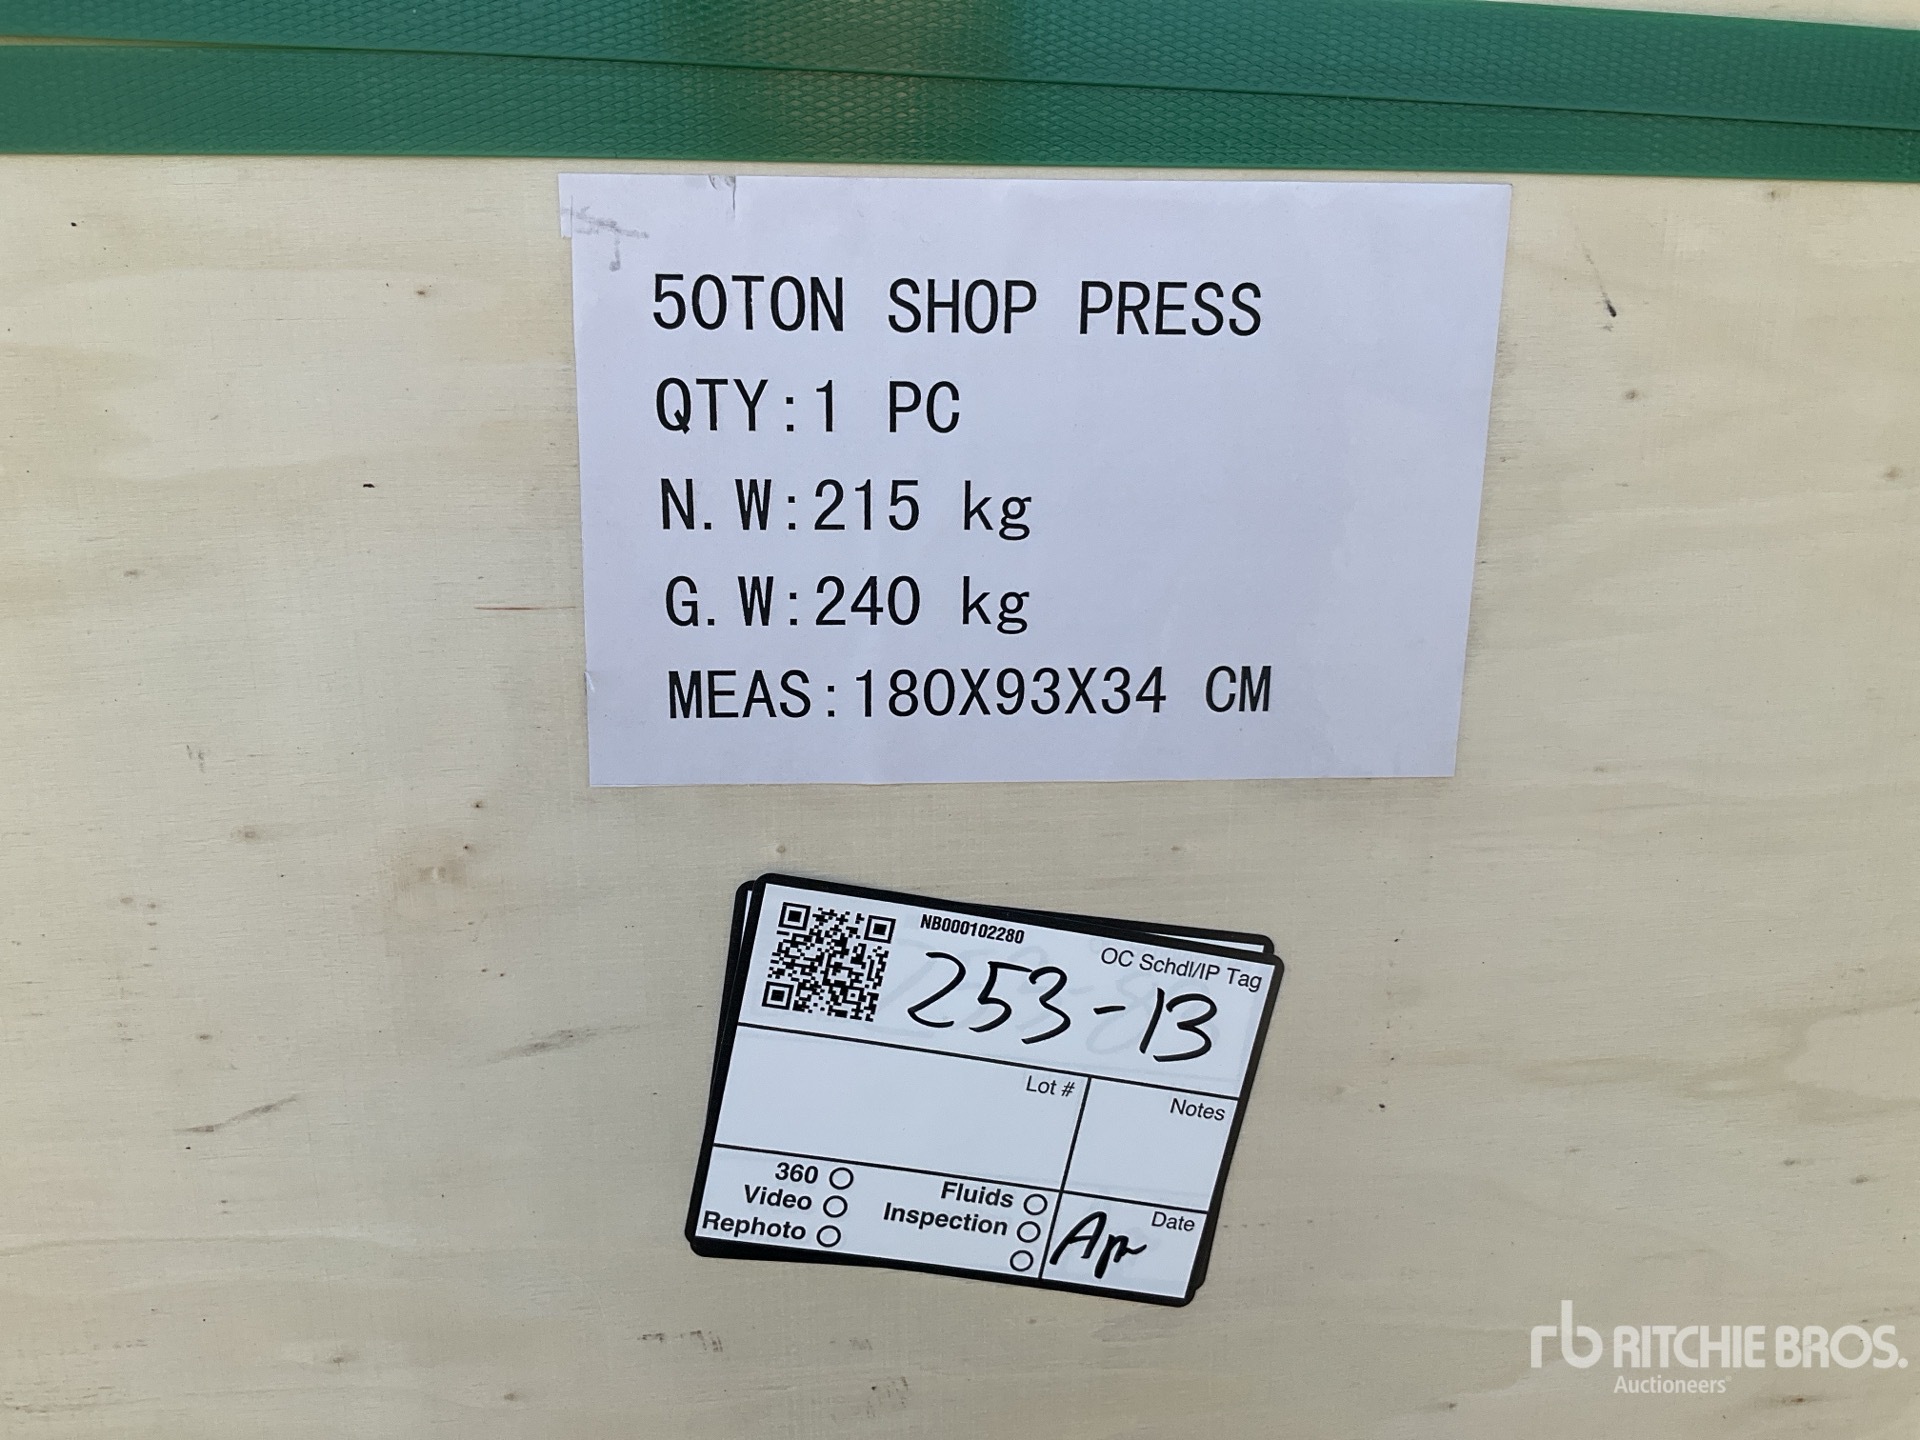 50TON SHOP PRESS
QTY:1 PC
N.W:215 kg
G.W:240 kg
MEAS:180X93X34 CM
NB000102280
OC Schdl/IP Tag
253-13
Lot #
Notes
360
Video
Rephoto
Fluids
Inspection
Date
rb RITCHIE BROS.
Auctioneers